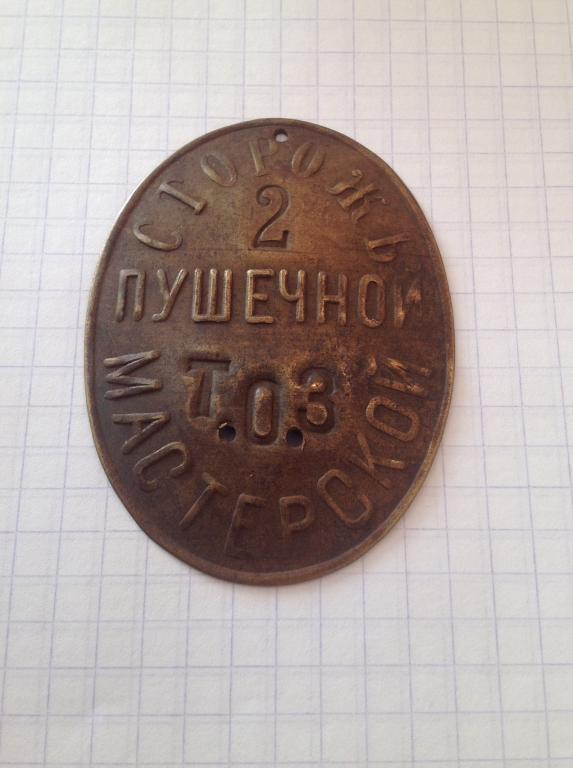 СТОРОЖЪ
2
ПУШЕЧНОЙ
Т.О.З
МАСТЕРСКОЙ